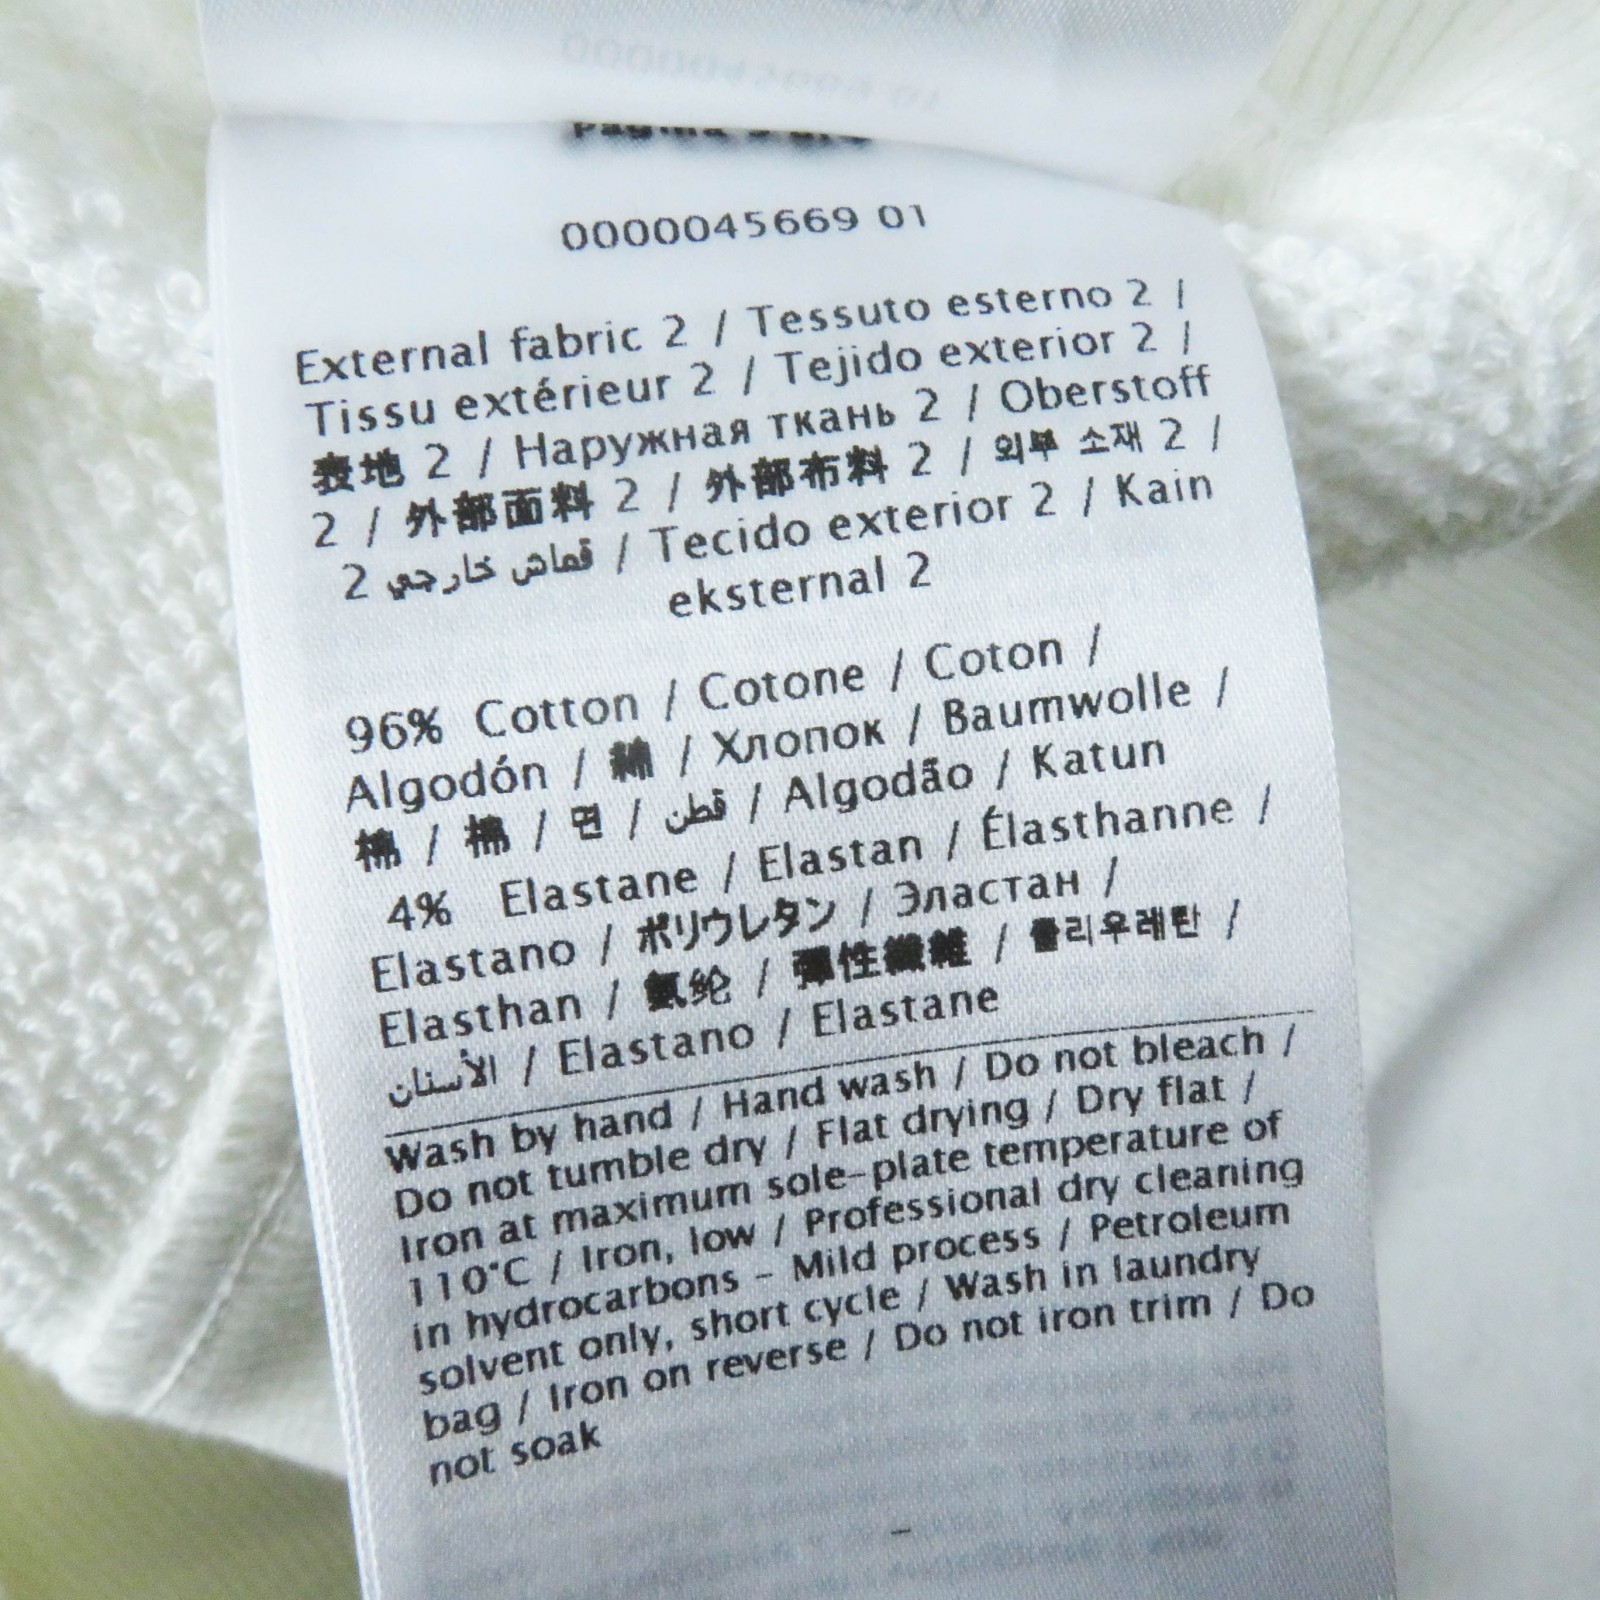 0000045669 01
External fabric 2 / Tessuto esterno 2 /
Tissu extérieur 2 / Tejido exterior 2 /
表地 2 / Наружная ткань 2 / Oberstoff
2 / 外部面料 2 / 外部布料 2 / 외부 소재 2 /
قماش خارجي 2 / Tecido exterior 2 / Kain
eksternal 2
96% Cotton / Cotone / Coton /
Algodón / 綿 / Хлопок / Baumwolle /
棉 / 棉 / 면 / قطن / Algodão / Katun
4% Elastane / Elastan / Élasthanne /
Elastano / ポリウレタン / Эластан /
Elasthan / 氨纶 / 彈性纖維 / 폴리우레탄 /
الأستان / Elastano / Elastane
Wash by hand / Hand wash / Do not bleach /
Do not tumble dry / Flat drying / Dry flat /
Iron at maximum sole-plate temperature of
110°C / Iron, low / Professional dry cleaning
in hydrocarbons - Mild process / Petroleum
solvent only, short cycle / Wash in laundry
bag / Iron on reverse / Do not iron trim / Do
not soak